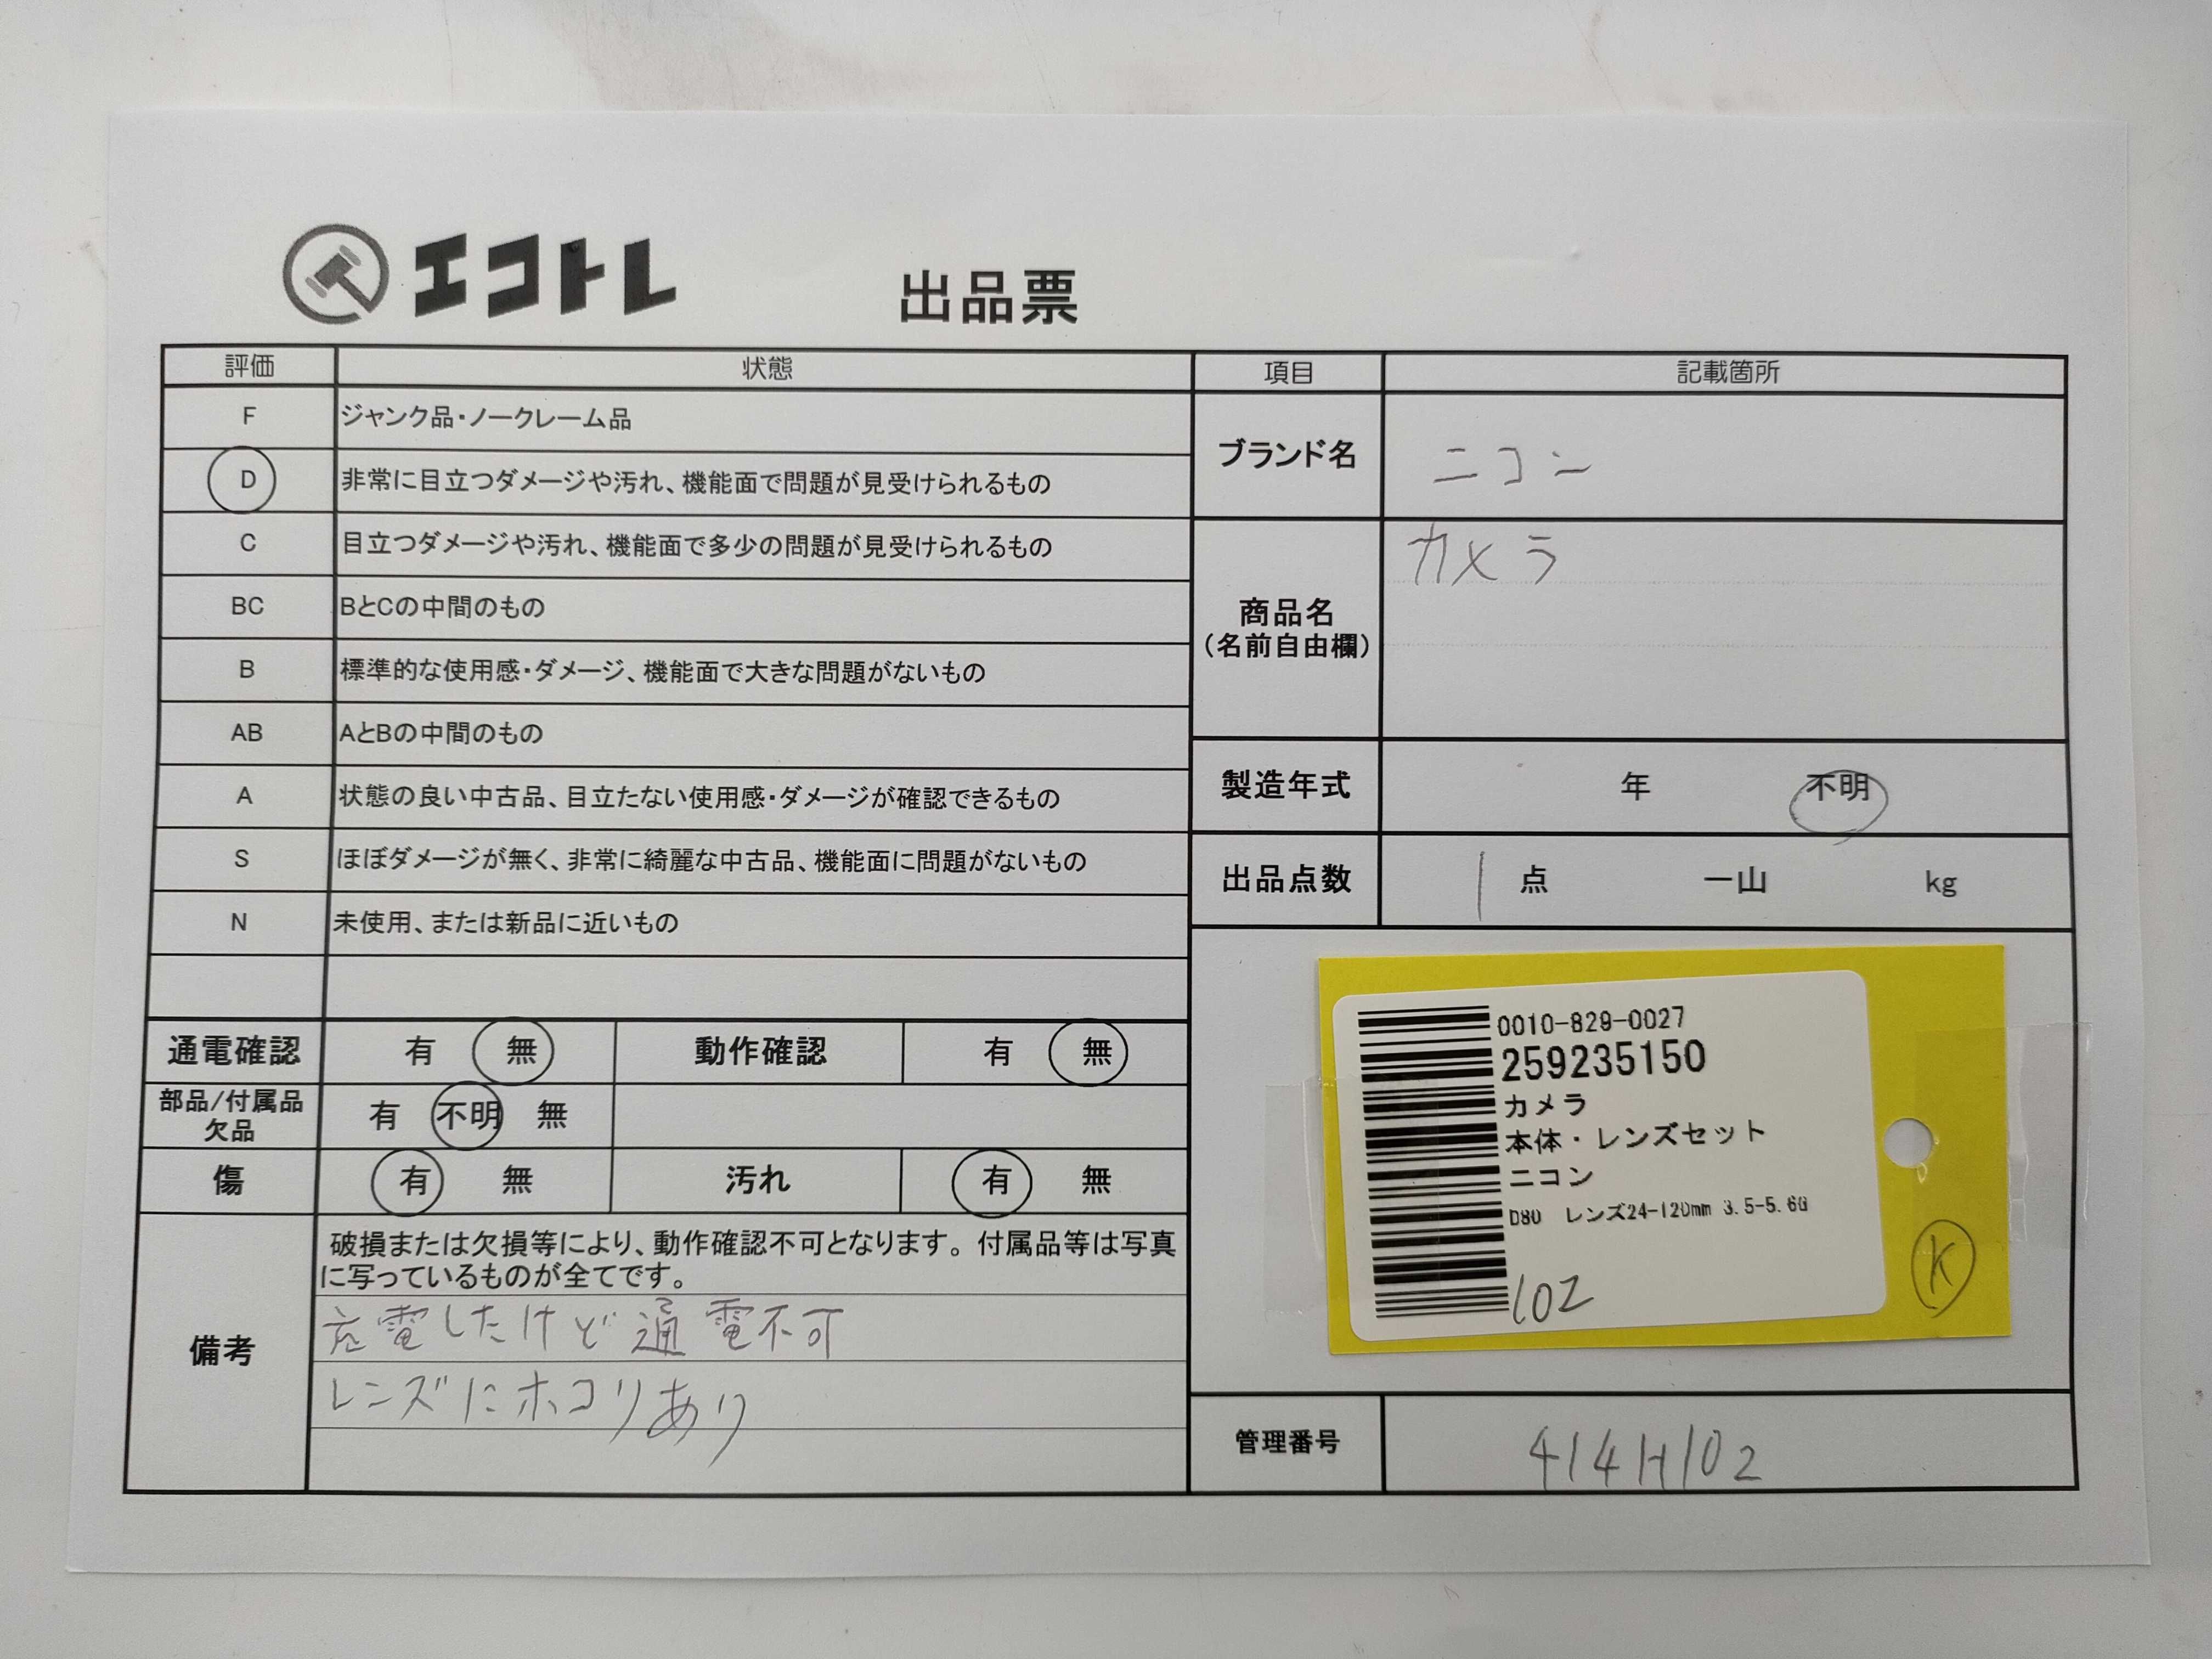 エコトレ
出品票
評価 状態
F ジャンク品・ノークレーム品
D 非常に目立つダメージや汚れ、機能面で問題が見受けられるもの
C 目立つダメージや汚れ、機能面で多少の問題が見受けられるもの
BC BとCの中間のもの
B 標準的な使用感・ダメージ、機能面で大きな問題がないもの
AB AとBの中間のもの
A 状態の良い中古品、目立たない使用感・ダメージが確認できるもの
S ほぼダメージが無く、非常に綺麗な中古品、機能面に問題がないもの
N 未使用、または新品に近いもの
通電確認 有 無 動作確認 有 無
部品/付属品
欠品
有 不明 無
傷 有 無 汚れ 有 無
備考
破損または欠損等により、動作確認不可となります。付属品等は写真
に写っているものが全てです。
充電したけど通電不可
レンズにホコリあり
項目 記載箇所
ブランド名 ニコン
商品名
(名前自由欄)
カメラ
製造年式 年 不明
出品点数 1 点 一山 kg
0010-829-0027
259235150
カメラ
本体・レンズセット
ニコン
D80 レンズ24-120mm 3.5-5.6G
102
K
管理番号 414H102